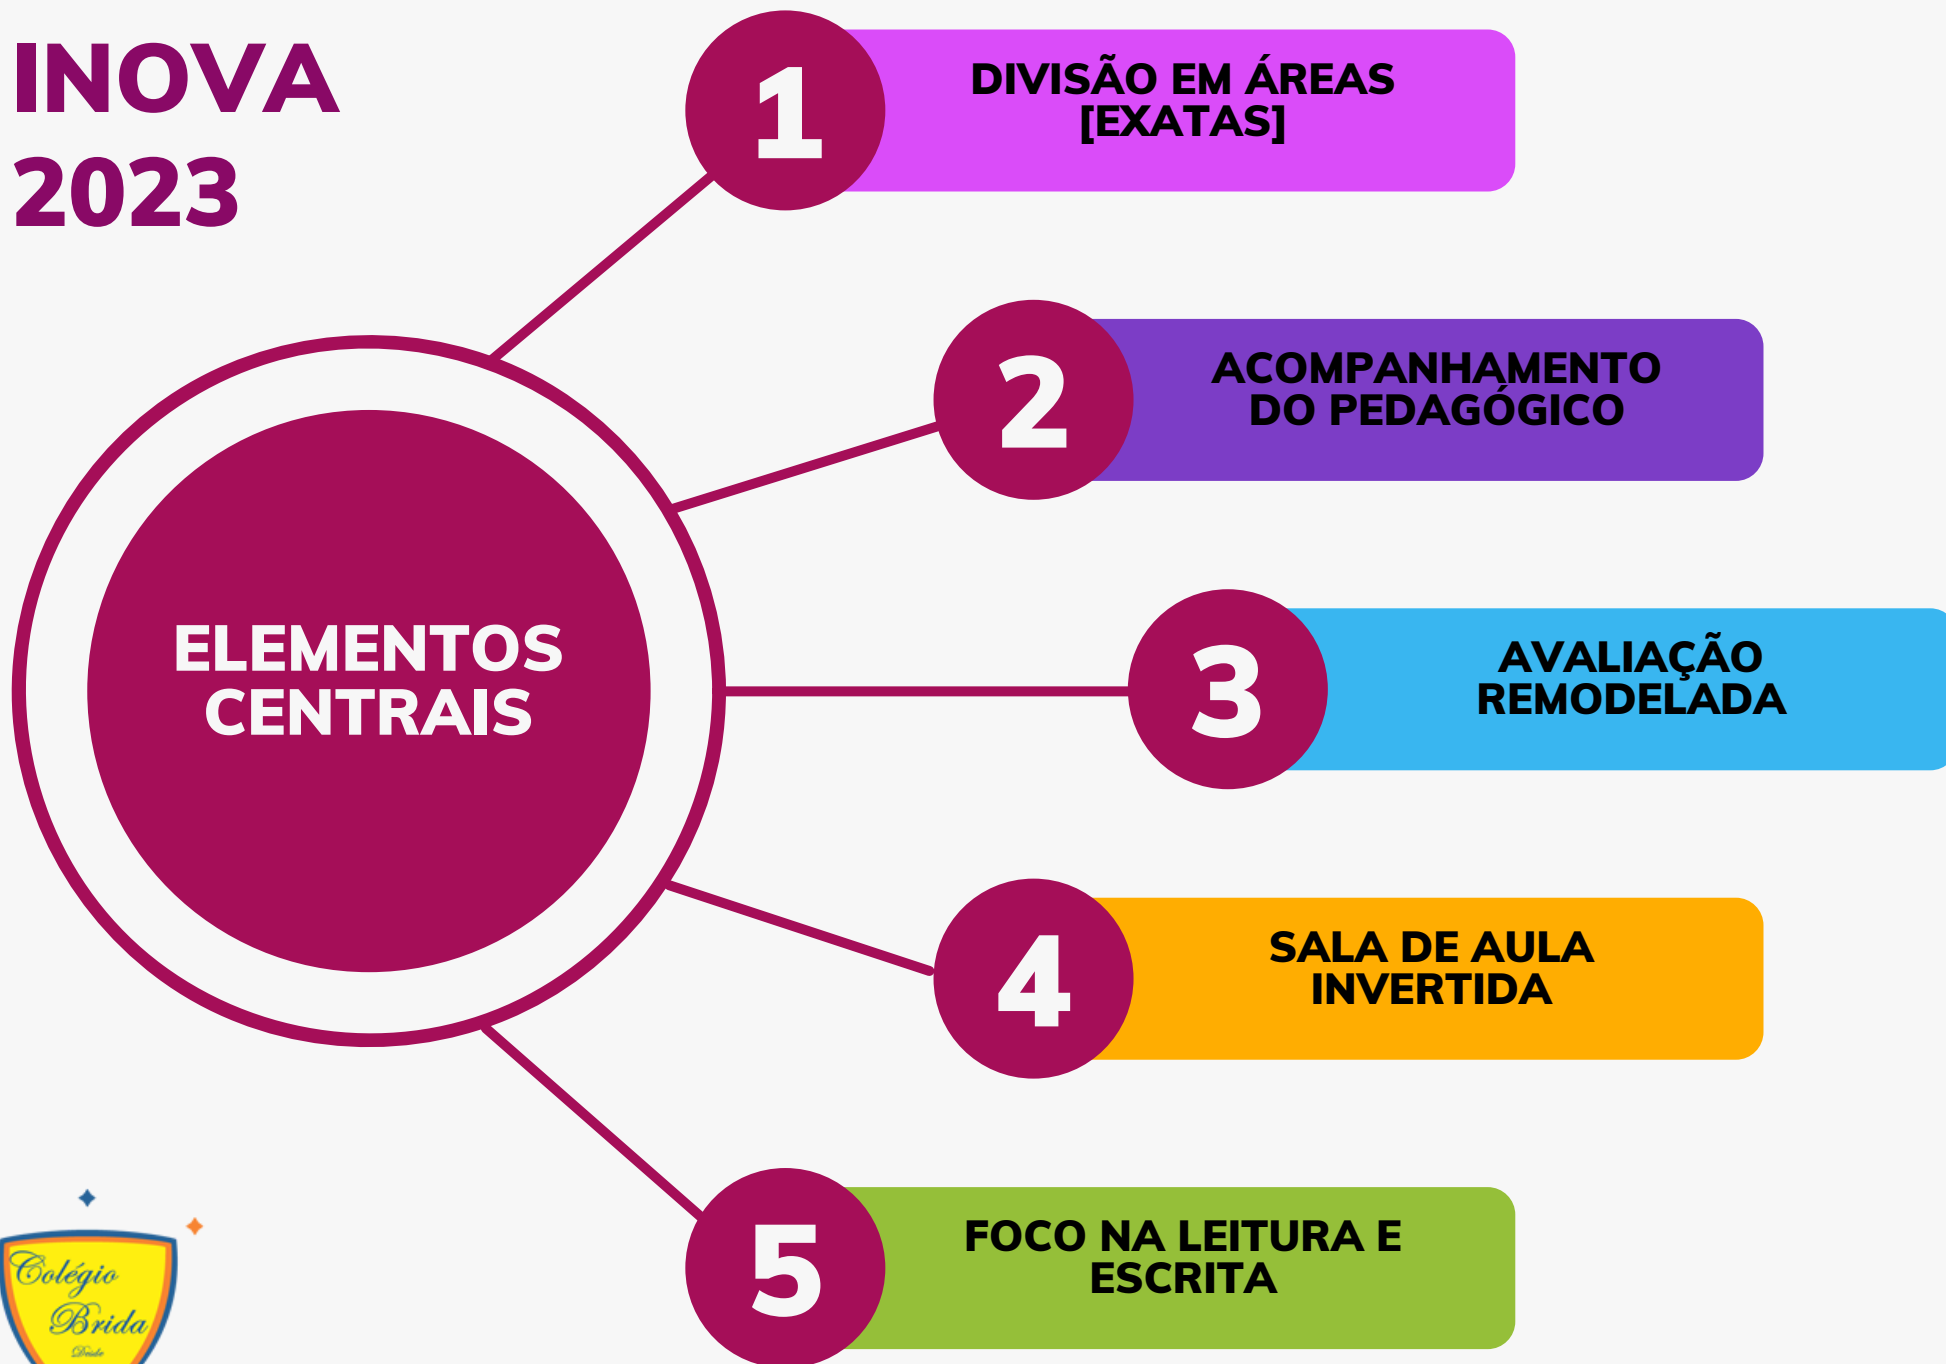 INOVA
2023
1
DIVISÃO EM ÁREAS
[EXATAS]
2
ACOMPANHAMENTO
DO PEDAGÓGICO
3
AVALIAÇÃO
REMODELADA
ELEMENTOS
CENTRAIS
4
SALA DE AULA
INVERTIDA
5
FOCO NA LEITURA E
ESCRITA
Colégio
Brida
Desde